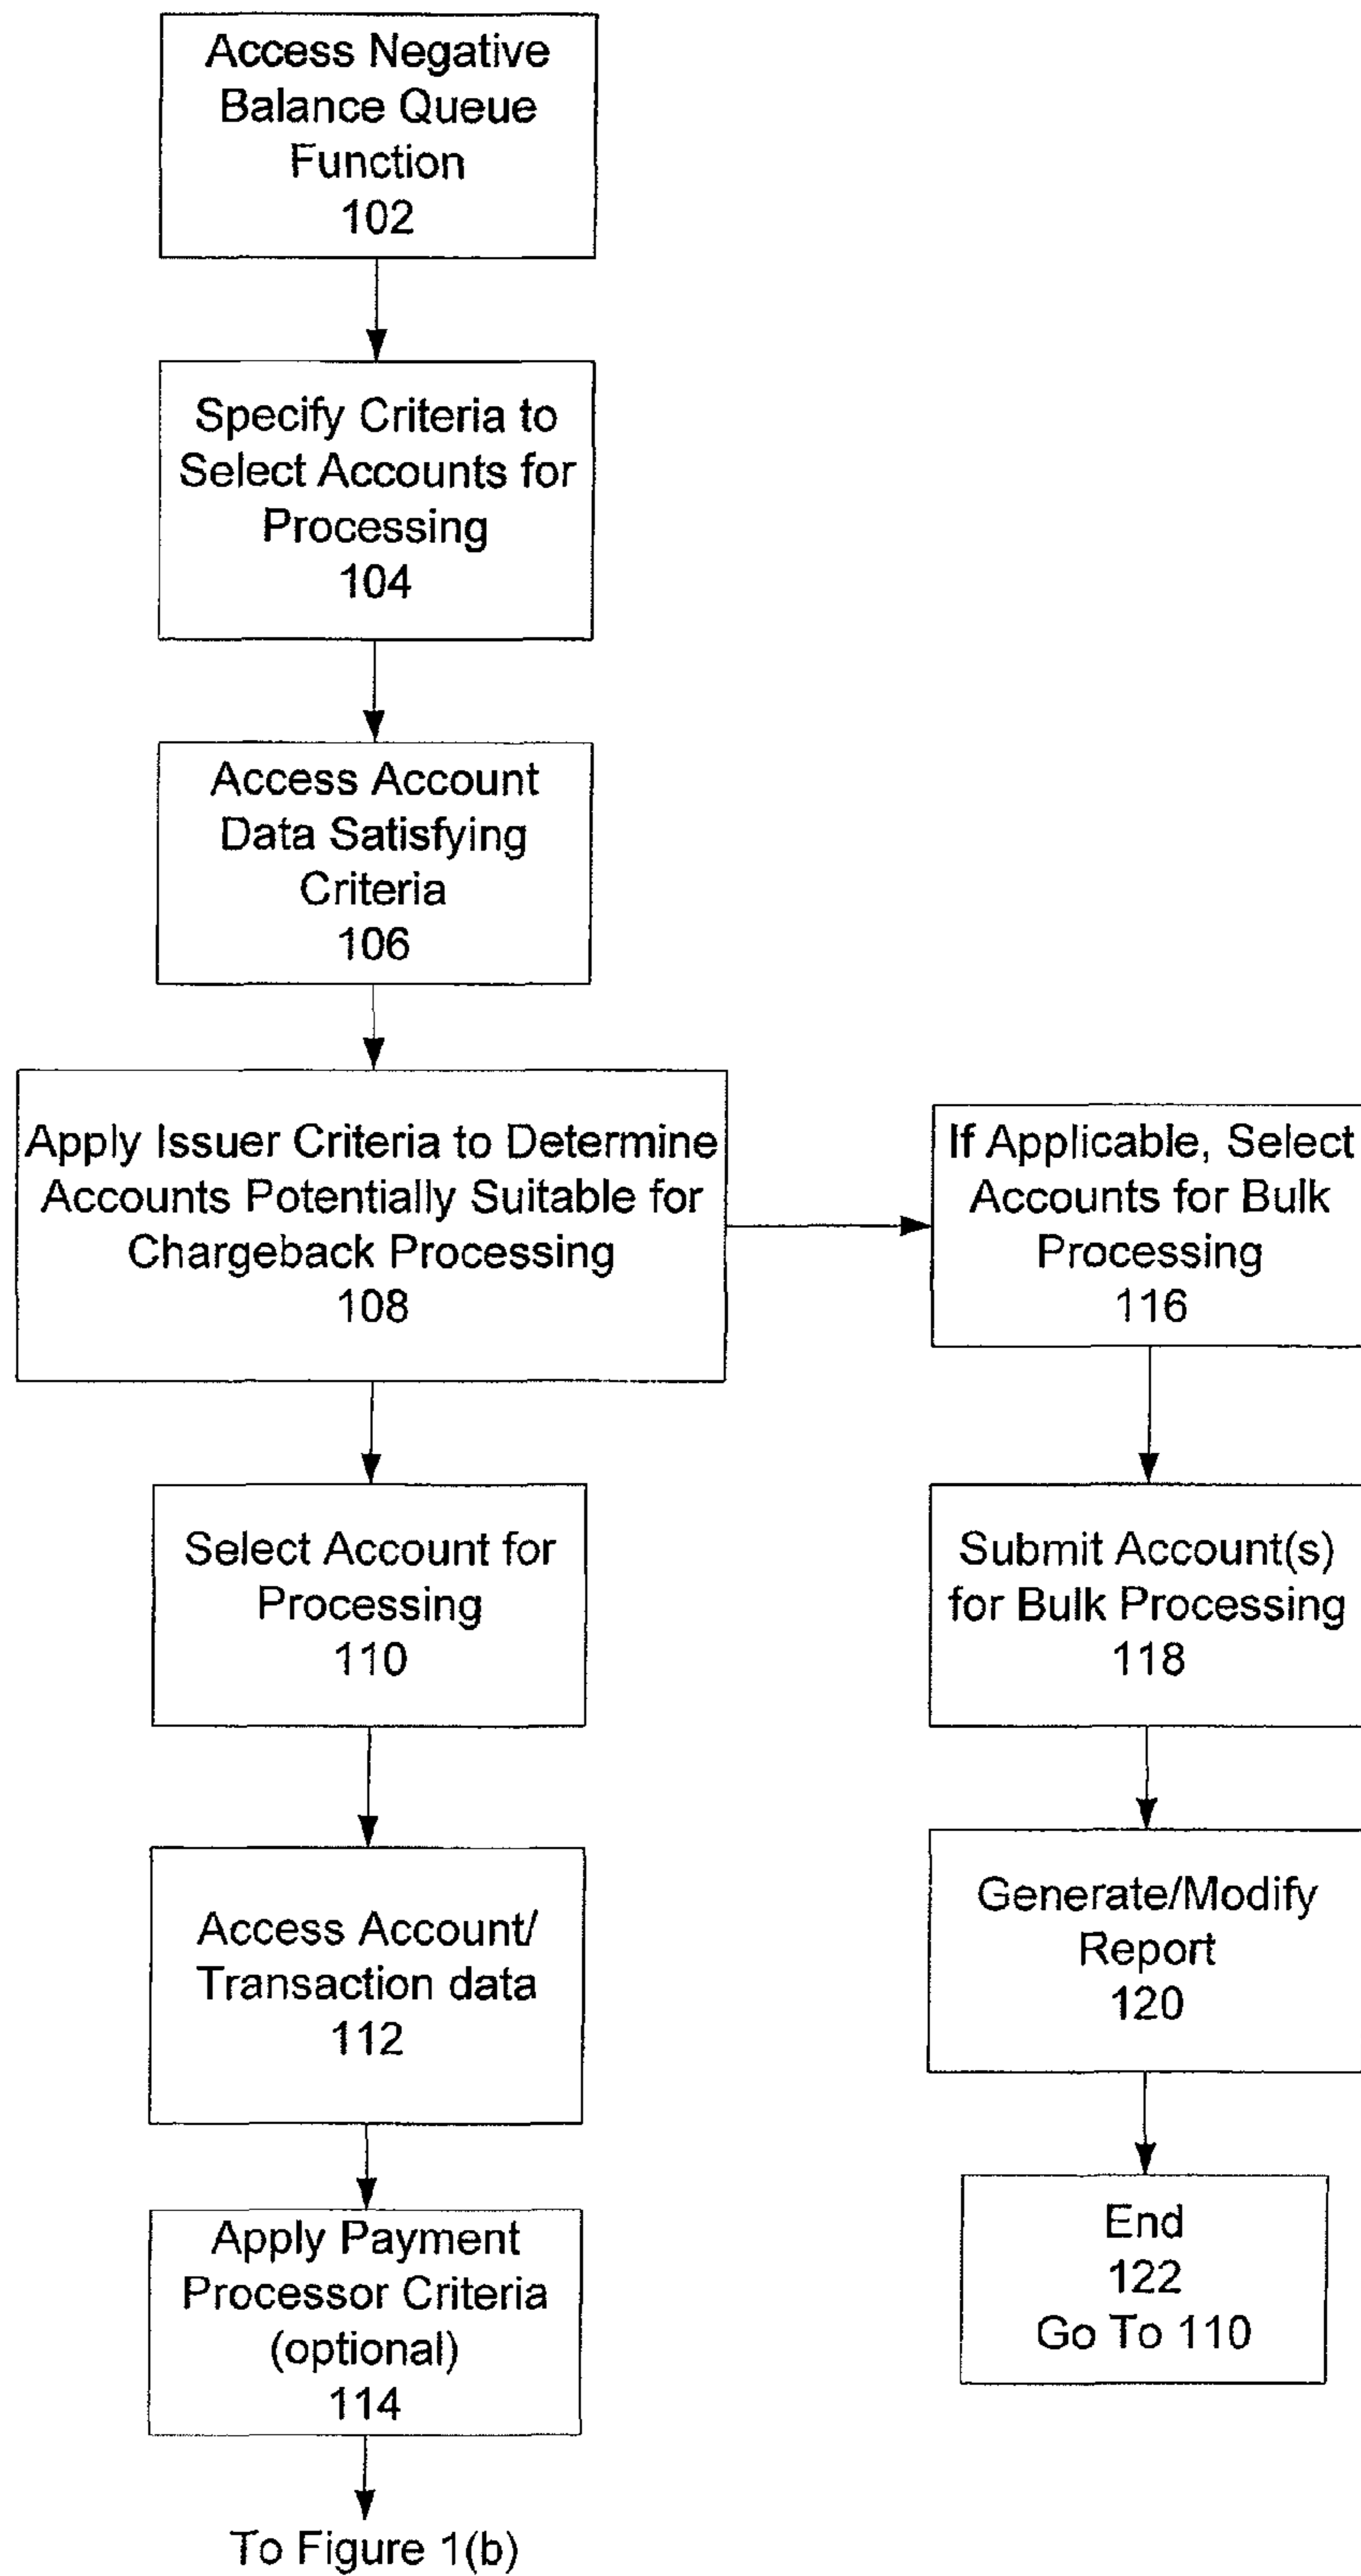 Access Negative
Balance Queue
Function
102
Specify Criteria to
Select Accounts for
Processing
104
Access Account
Data Satisfying
Criteria
106
Apply Issuer Criteria to Determine
Accounts Potentially Suitable for
Chargeback Processing
108
If Applicable, Select
Accounts for Bulk
Processing
116
Select Account for
Processing
110
Submit Account(s)
for Bulk Processing
118
Access Account/
Transaction data
112
Generate/Modify
Report
120
Apply Payment
Processor Criteria
(optional)
114
End
122
Go To 110
To Figure 1(b)